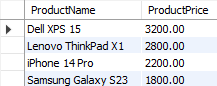 ProductName ProductPrice
Dell XPS 15 3200.00
Lenovo ThinkPad X1 2800.00
iPhone 14 Pro 2200.00
Samsung Galaxy S23 1800.00